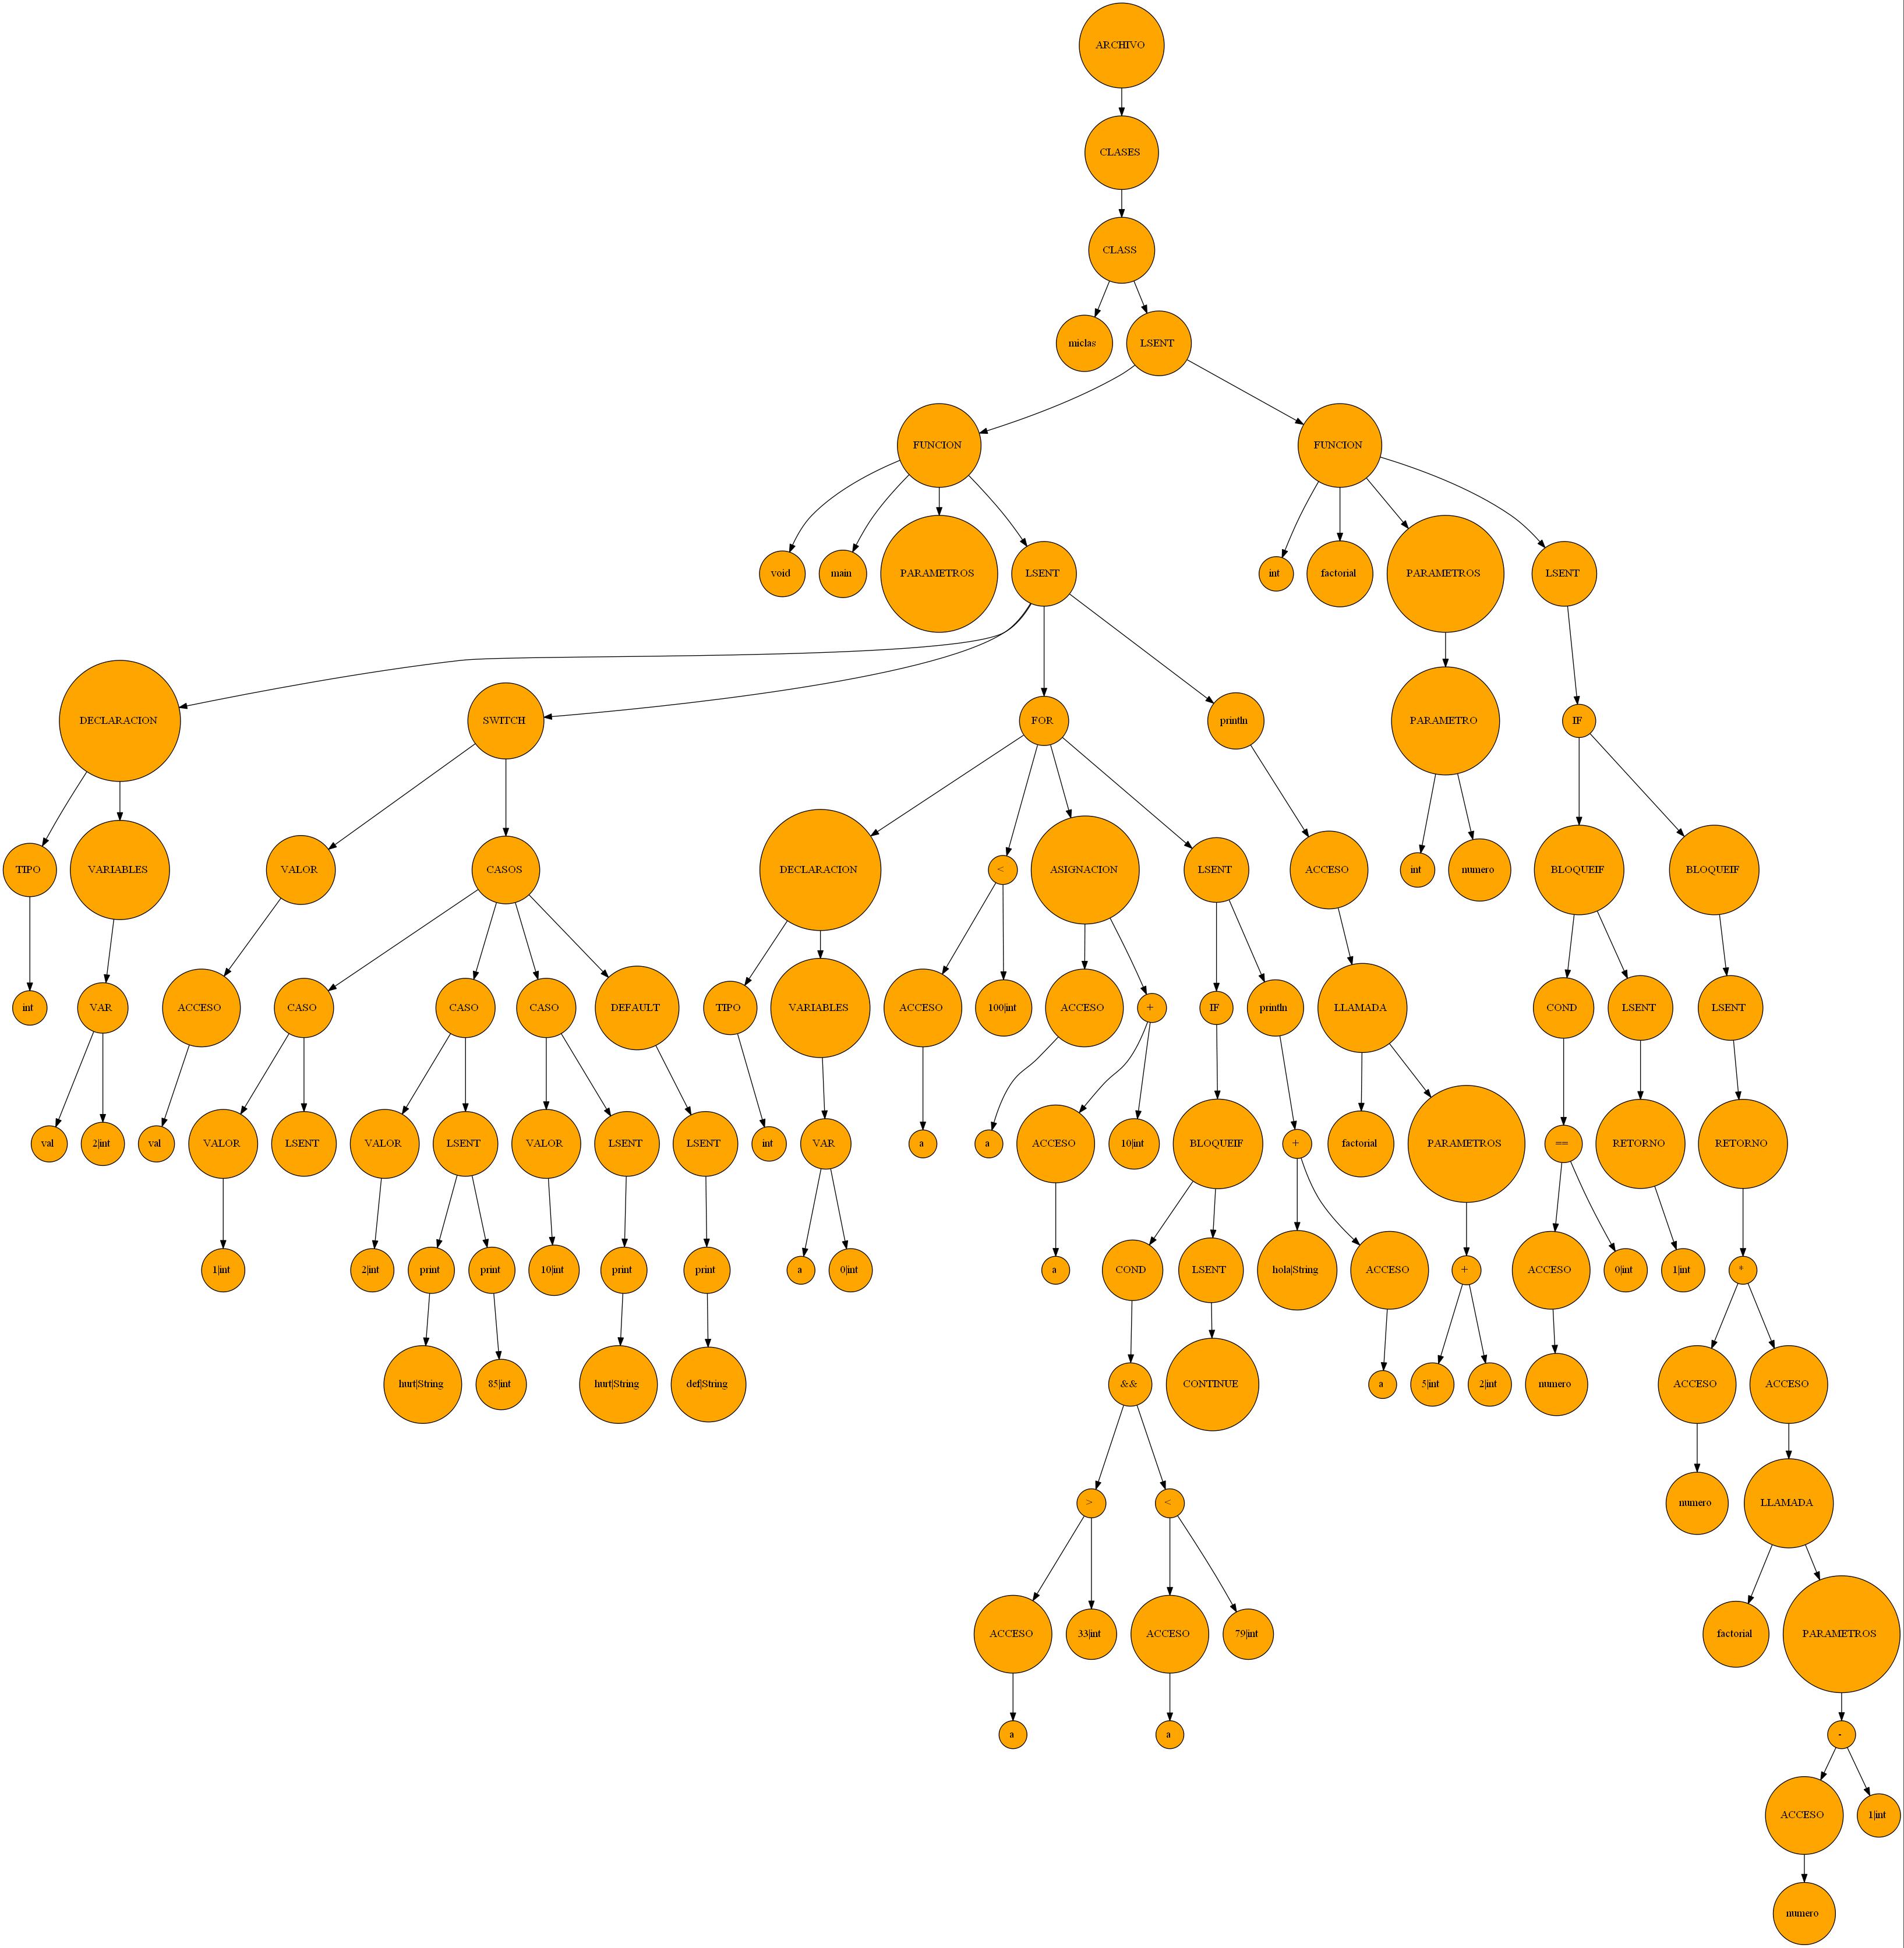 ARCHIVO
CLASES
CLASS
miclas
LSENT
FUNCION
FUNCION
void
main
PARAMETROS
LSENT
int
factorial
PARAMETROS
LSENT
DECLARACION
SWITCH
FOR
println
PARAMETRO
IF
TIPO
VARIABLES
VALOR
CASOS
DECLARACION
<
ASIGNACION
LSENT
ACCESO
int
numero
BLOQUEIF
BLOQUEIF
int
VAR
ACCESO
CASO
CASO
CASO
DEFAULT
TIPO
VARIABLES
ACCESO
100|int
ACCESO
+
IF
println
LLAMADA
COND
LSENT
LSENT
val
2|int
val
VALOR
LSENT
VALOR
LSENT
VALOR
LSENT
LSENT
int
VAR
a
a
ACCESO
10|int
BLOQUEIF
+
factorial
PARAMETROS
==
RETORNO
RETORNO
1|int
2|int
print
print
10|int
print
print
a
0|int
a
COND
LSENT
hola|String
ACCESO
+
ACCESO
0|int
1|int
*
hurt|String
85|int
hurt|String
def|String
&&
CONTINUE
a
5|int
2|int
numero
ACCESO
ACCESO
>
<
numero
LLAMADA
ACCESO
33|int
ACCESO
79|int
factorial
PARAMETROS
a
a
-
ACCESO
1|int
numero